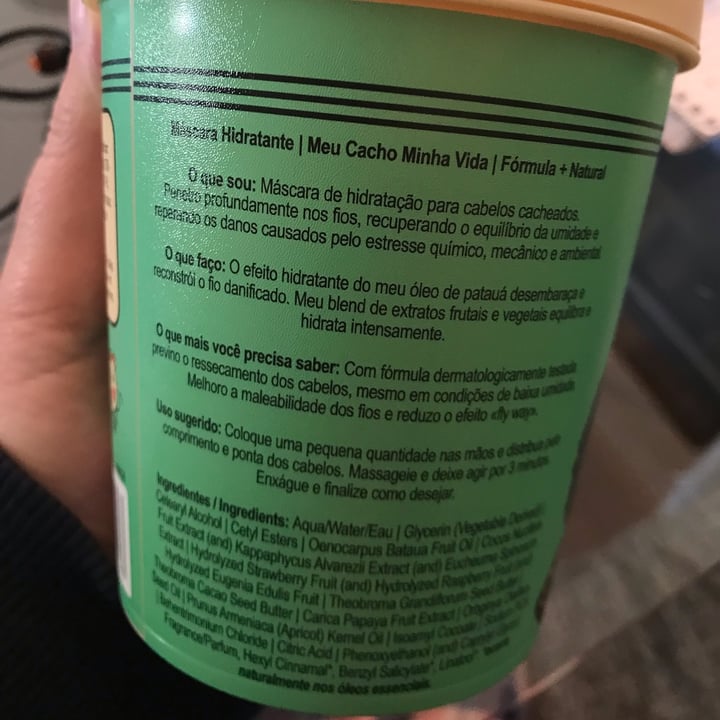 Máscara Hidratante | Meu Cacho Minha Vida | Fórmula + Natural
O que sou: Máscara de hidratação para cabelos cacheados.
Penetro profundamente nos fios, recuperando o equilíbrio da umidade e
reparando os danos causados pelo estresse químico, mecânico e ambiental.
O que faço: O efeito hidratante do meu óleo de patauá desembaraça e
reconstrói o fio danificado. Meu blend de extratos frutais e vegetais equilibra e
hidrata intensamente.
O que mais você precisa saber: Com fórmula dermatologicamente testada
previno o ressecamento dos cabelos, mesmo em condições de baixa umidade.
Melhoro a maleabilidade dos fios e reduzo o efeito «fly way».
Uso sugerido: Coloque uma pequena quantidade nas mãos e distribua pelo
comprimento e ponta dos cabelos. Massageie e deixe agir por 3 minutos.
Enxágue e finalize como desejar.
Ingredientes / Ingredients: Aqua/Water/Eau | Glycerin (Vegetable Derived) |
Cetearyl Alcohol | Cetyl Esters | Oenocarpus Bataua Fruit Oil | Cocos Nucifera
Fruit Extract (and) Kappaphycus Alvarezii Extract (and) Eucheuma Spinosum
Extract | Hydrolyzed Strawberry Fruit (and) Hydrolyzed Raspberry Fruit (and)
Hydrolyzed Eugenia Edulis Fruit | Theobroma Grandiflorum Seed Butter |
Theobroma Cacao Seed Butter | Carica Papaya Fruit Extract |
Seed Oil | Prunus Armeniaca (Apricot) Kernel Oil | Isoamyl Cocoate | Sodium
| Behentrimonium Chloride | Citric Acid | Phenoxyethanol (and) Caprylyl Glycol |
Fragrance/Parfum, Hexyl Cinnamal*, Benzyl Salicylate*, Linalool*
naturalmente nos óleos essenciais.